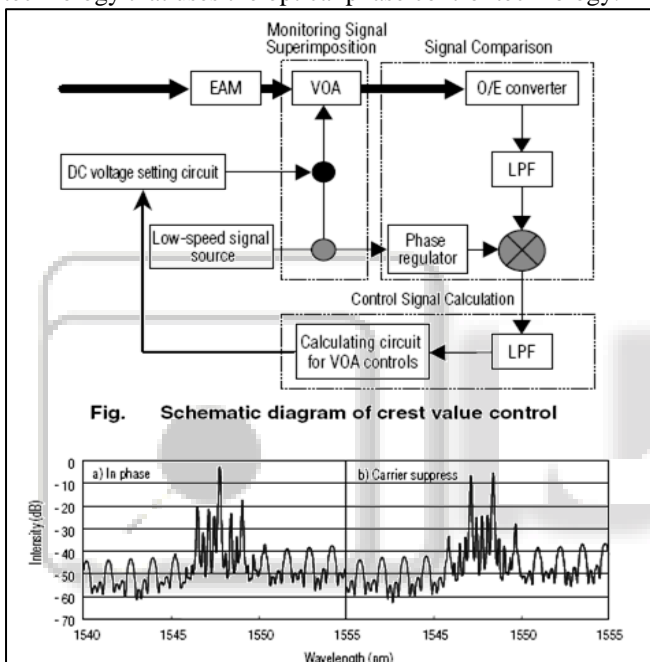 technology that uses the optical phase control technology.
Monitoring Signal
Superimposition
Signal Comparison
EAM
VOA
O/E converter
DC voltage setting circuit
LPF
Low-speed signal
source
Phase
regulator
Control Signal Calculation
Calculating circuit
for VOA controls
LPF
Fig. Schematic diagram of crest value control
a) In phase
b) Carrier suppress
Intensity (dB)
0
-10
-20
-30
-40
-50
-60
-70
1540
1545
1550
1555
1545
1550
1555
Wavelength (nm)